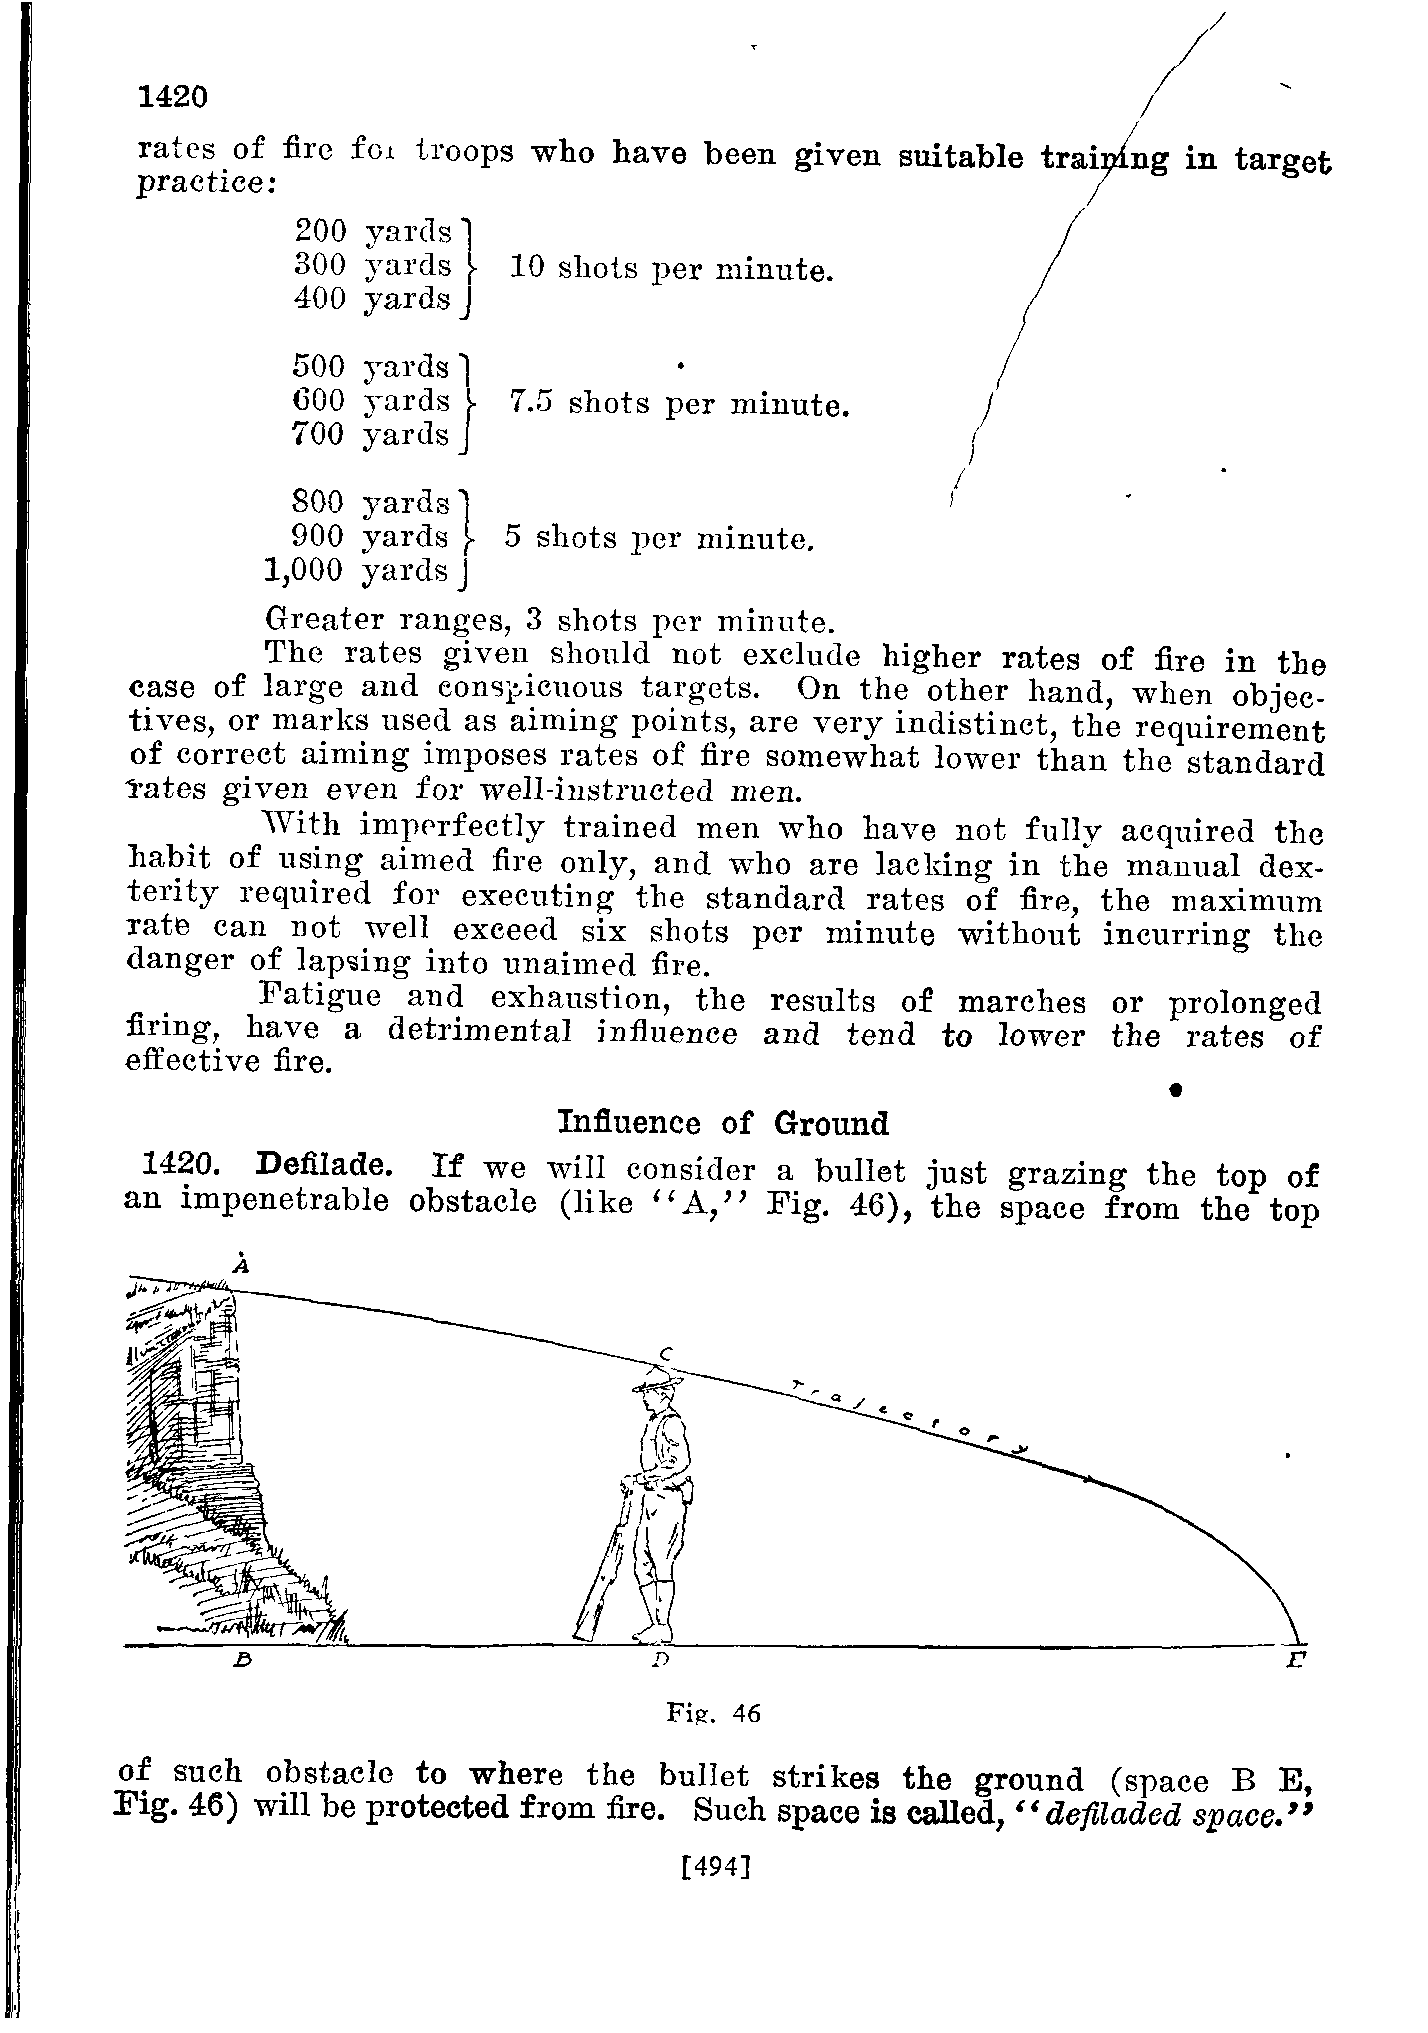 1420
rates of fire for troops who have been given suitable training in target
practice:
200 yards
300 yards } 10 shots per minute.
400 yards
500 yards
600 yards } 7.5 shots per minute.
700 yards
800 yards
900 yards } 5 shots per minute.
1,000 yards
Greater ranges, 3 shots per minute.
The rates given should not exclude higher rates of fire in the
case of large and conspicuous targets. On the other hand, when objec-
tives, or marks used as aiming points, are very indistinct, the requirement
of correct aiming imposes rates of fire somewhat lower than the standard
rates given even for well-instructed men.
With imperfectly trained men who have not fully acquired the
habit of using aimed fire only, and who are lacking in the manual dex-
terity required for executing the standard rates of fire, the maximum
rate can not well exceed six shots per minute without incurring the
danger of lapsing into unaimed fire.
Fatigue and exhaustion, the results of marches or prolonged
firing, have a detrimental influence and tend to lower the rates of
effective fire.
Influence of Ground
1420. Defilade. If we will consider a bullet just grazing the top of
an impenetrable obstacle (like "A," Fig. 46), the space from the top
A
C
Trajectory
B D E
Fig. 46
of such obstacle to where the bullet strikes the ground (space B E,
Fig. 46) will be protected from fire. Such space is called, "defiladed space."
[494]